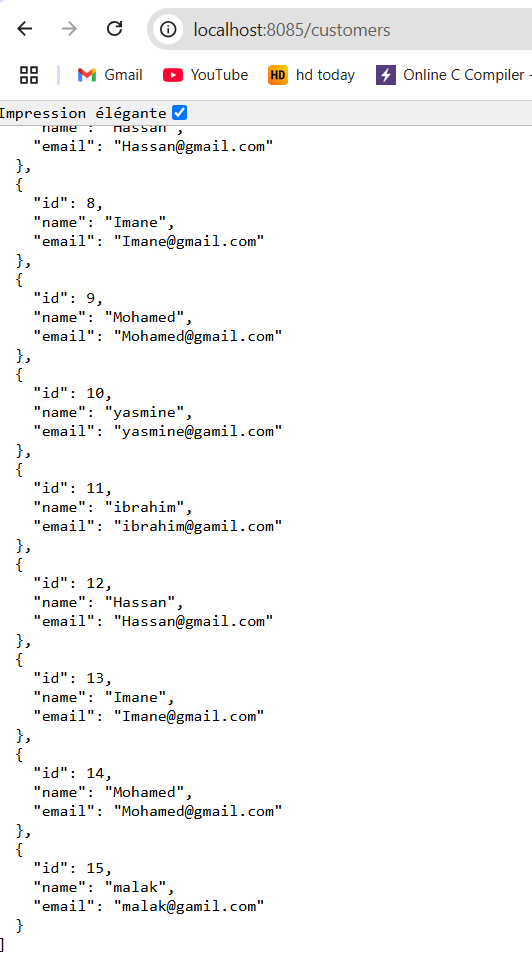 localhost:8085/customers
Gmail YouTube HD hd today Online C Compiler -
Impression élégante
"name": "Hassan",
"email": "Hassan@gmail.com"
},
{
"id": 8,
"name": "Imane",
"email": "Imane@gmail.com"
},
{
"id": 9,
"name": "Mohamed",
"email": "Mohamed@gmail.com"
},
{
"id": 10,
"name": "yasmine",
"email": "yasmine@gamil.com"
},
{
"id": 11,
"name": "ibrahim",
"email": "ibrahim@gamil.com"
},
{
"id": 12,
"name": "Hassan",
"email": "Hassan@gmail.com"
},
{
"id": 13,
"name": "Imane",
"email": "Imane@gmail.com"
},
{
"id": 14,
"name": "Mohamed",
"email": "Mohamed@gmail.com"
},
{
"id": 15,
"name": "malak",
"email": "malak@gamil.com"
}
]